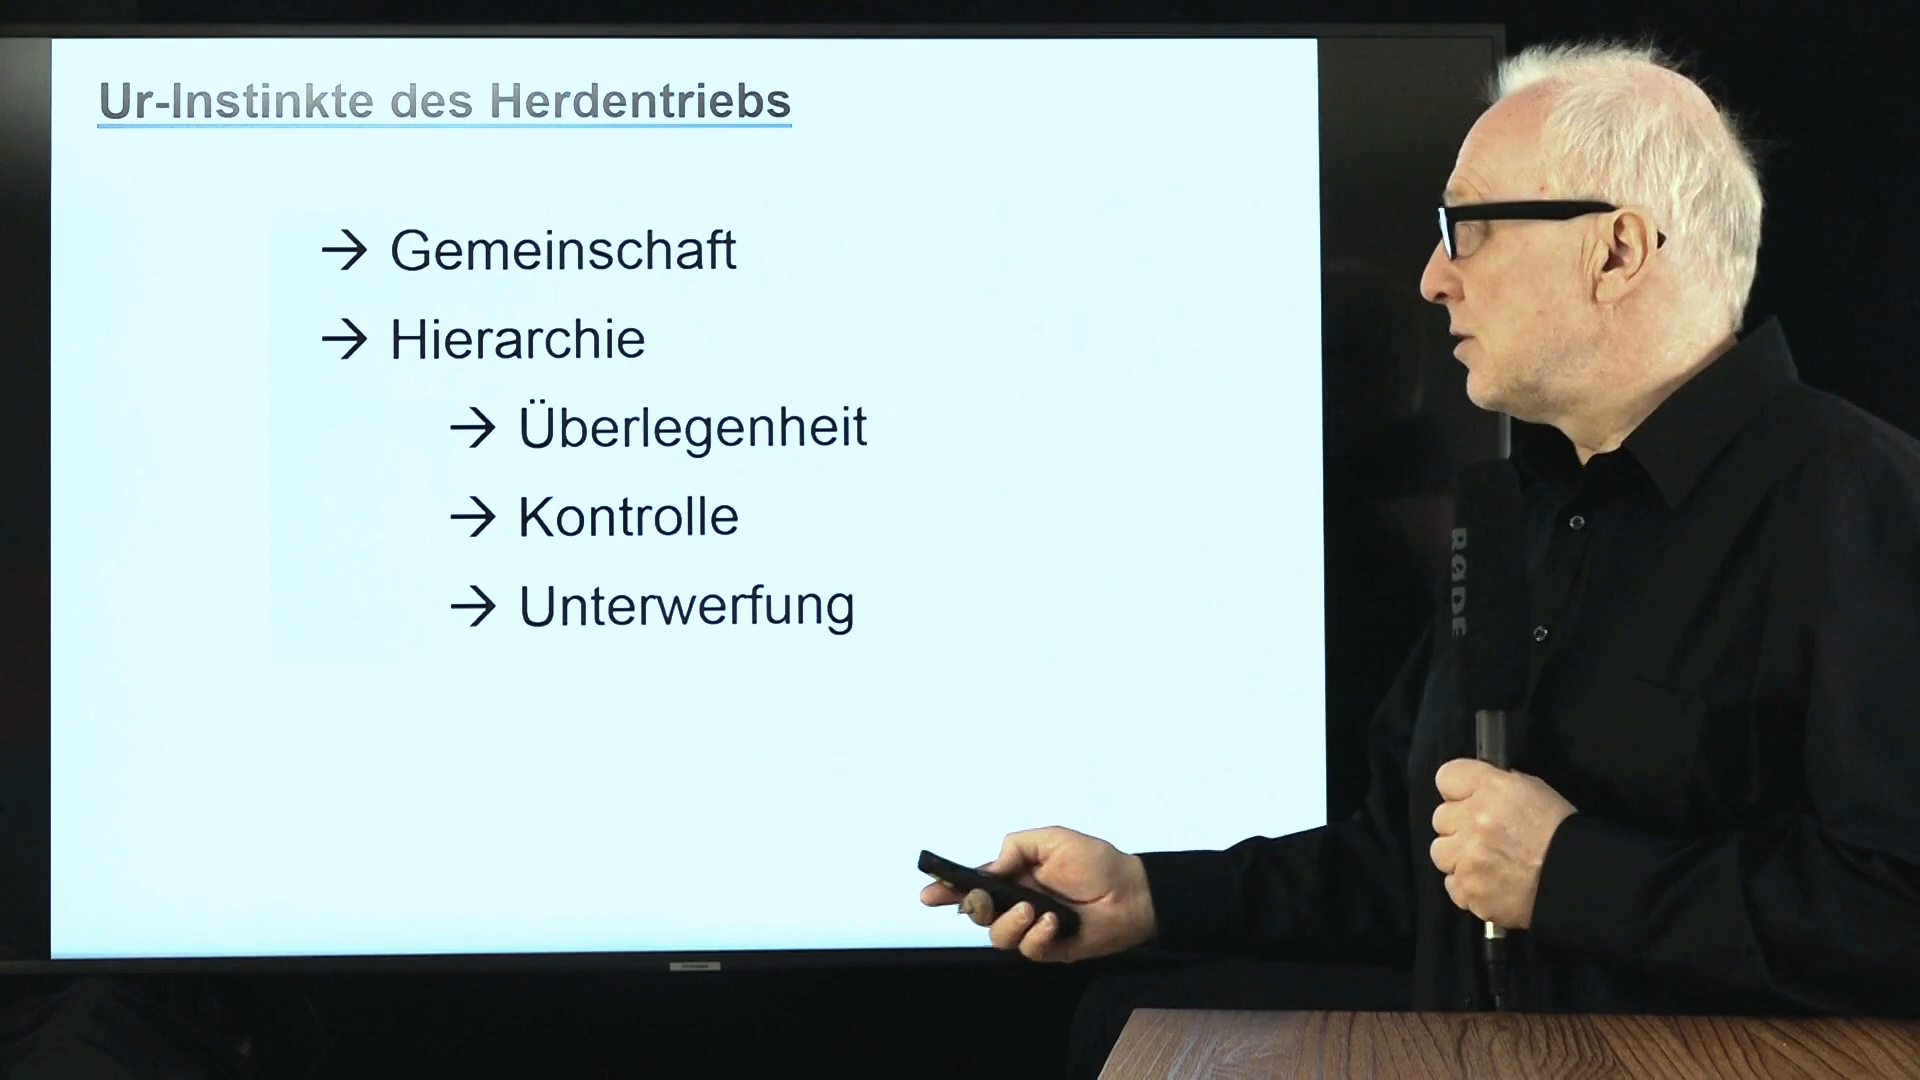 Ur-Instinkte des Herdentriebs
→ Gemeinschaft
→ Hierarchie
→ Überlegenheit
→ Kontrolle
→ Unterwerfung
RØDE